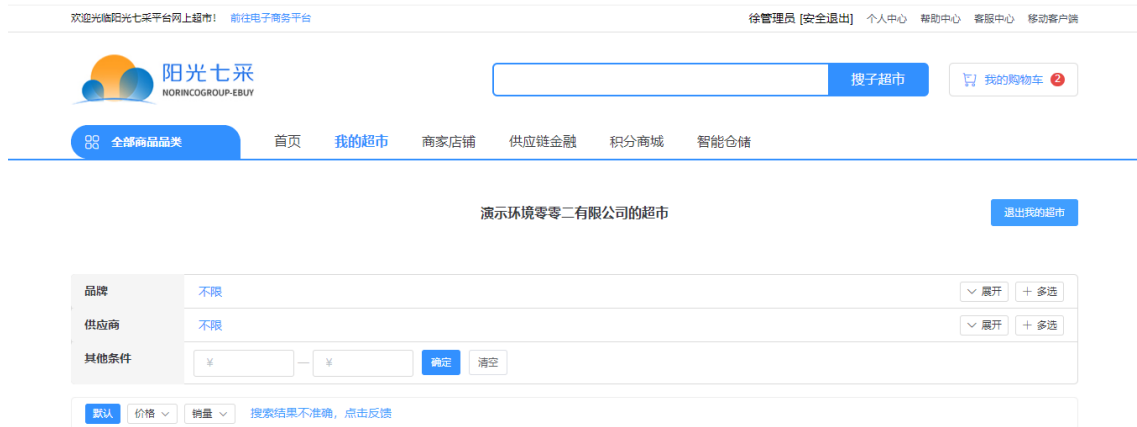 欢迎光临阳光七采平台网上超市！ 前往电子商务平台 徐管理员 [安全退出] 个人中心 帮助中心 客服中心 移动客户端
阳光七采
NORINCOGROUP-EBUY
搜子超市 我的购物车 2
全部商品品类 首页 我的超市 商家店铺 供应链金融 积分商城 智能仓储
演示环境零零二有限公司的超市 退出我的超市
品牌 不限 展开 多选
供应商 不限 展开 多选
其他条件 ¥ — ¥ 确定 清空
默认 价格 销量 搜索结果不准确，点击反馈